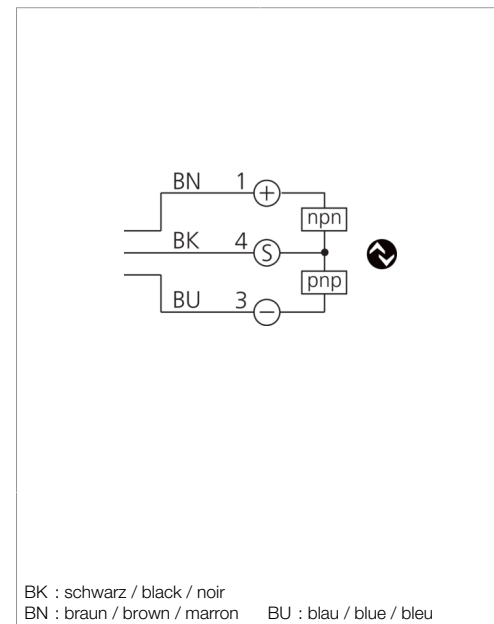 BN 1 +
npn
BK 4 S
pnp
BU 3 −
BK : schwarz / black / noir
BN : braun / brown / marron BU : blau / blue / bleu